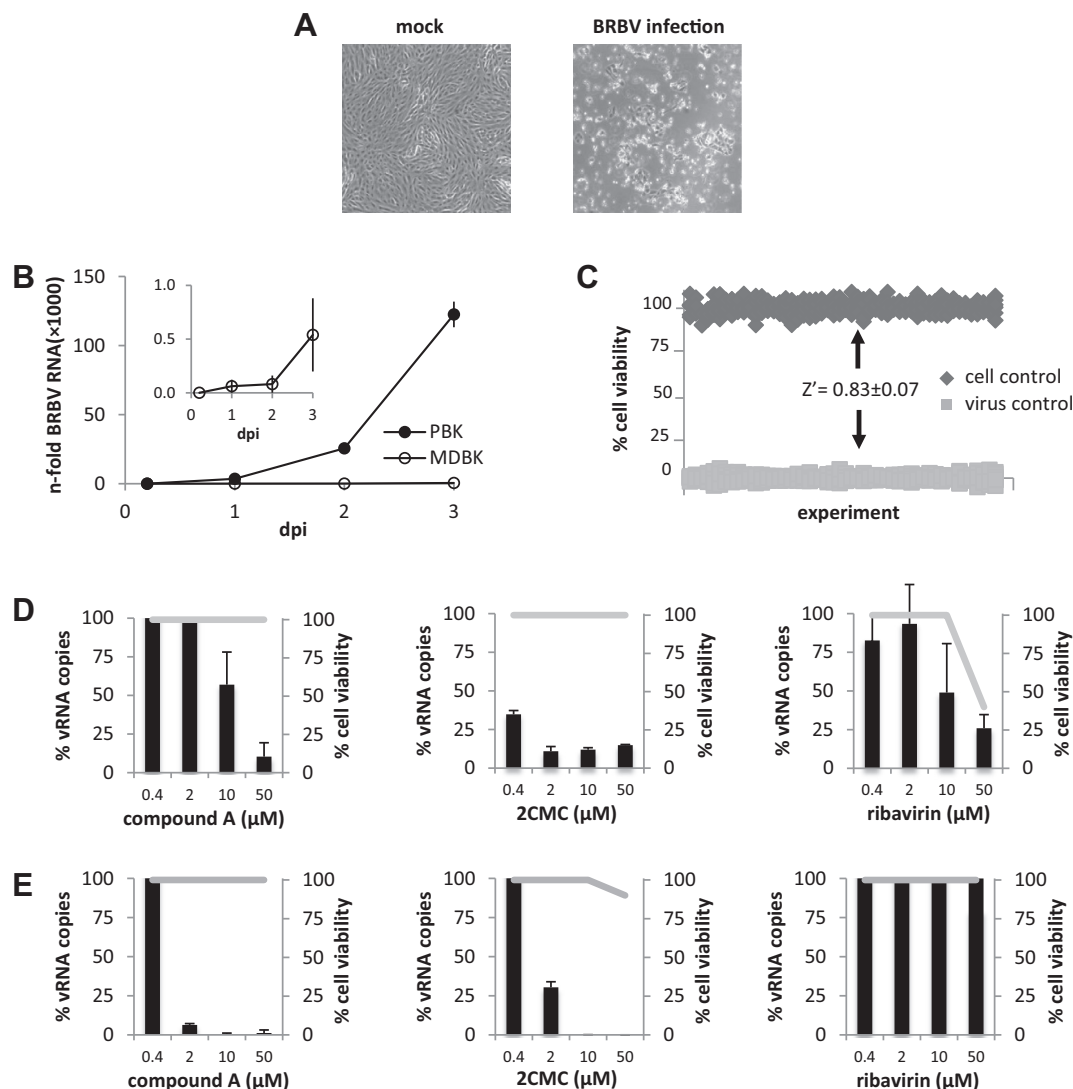 A
mock
BRBV infection
B
n-fold BRBV RNA(×1000)
150
100
50
0
0
1
2
3
dpi
1.0
0.5
0.0
0
1
2
3
dpi
PBK
MDBK
C
% cell viability
100
75
50
25
0
Z’= 0.83±0.07
cell control
virus control
experiment
D
% vRNA copies
100
75
50
25
0
0.4 2 10 50
compound A (µM)
100
75
50
25
0
% cell viability
% vRNA copies
100
75
50
25
0
0.4 2 10 50
2CMC (µM)
100
75
50
25
0
% cell viability
% vRNA copies
100
75
50
25
0
0.4 2 10 50
ribavirin (µM)
100
75
50
25
0
% cell viability
E
% vRNA copies
100
75
50
25
0
0.4 2 10 50
compound A (µM)
100
75
50
25
0
% cell viability
% vRNA copies
100
75
50
25
0
0.4 2 10 50
2CMC (µM)
100
75
50
25
0
% cell viability
% vRNA copies
100
75
50
25
0
0.4 2 10 50
ribavirin (µM)
100
75
50
25
0
% cell viability